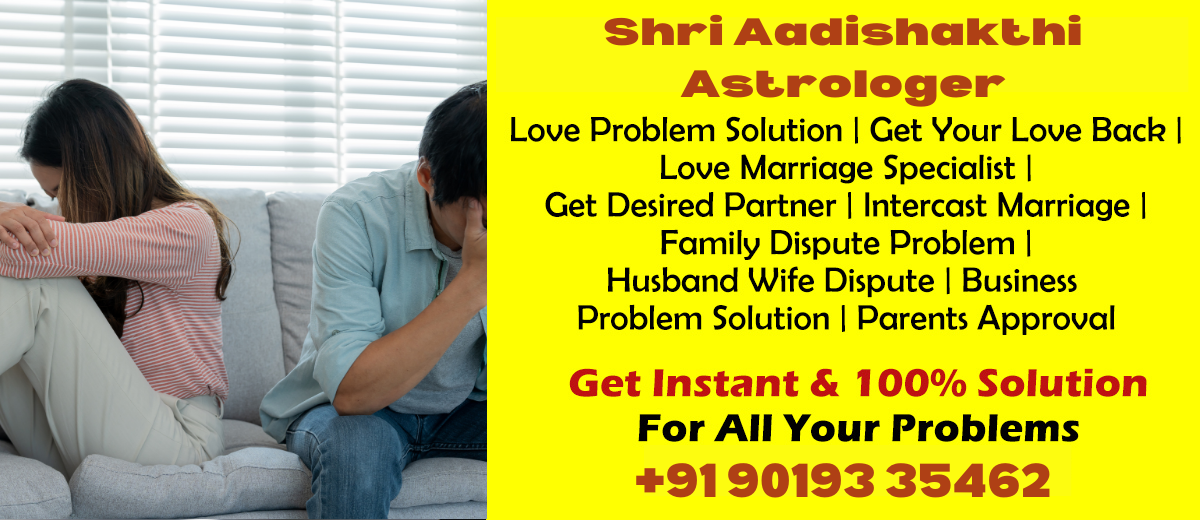 Shri Aadishakthi
Astrologer
Love Problem Solution | Get Your Love Back |
Love Marriage Specialist |
Get Desired Partner | Intercast Marriage |
Family Dispute Problem |
Husband Wife Dispute | Business
Problem Solution | Parents Approval
Get Instant & 100% Solution
For All Your Problems
+91 90193 35462